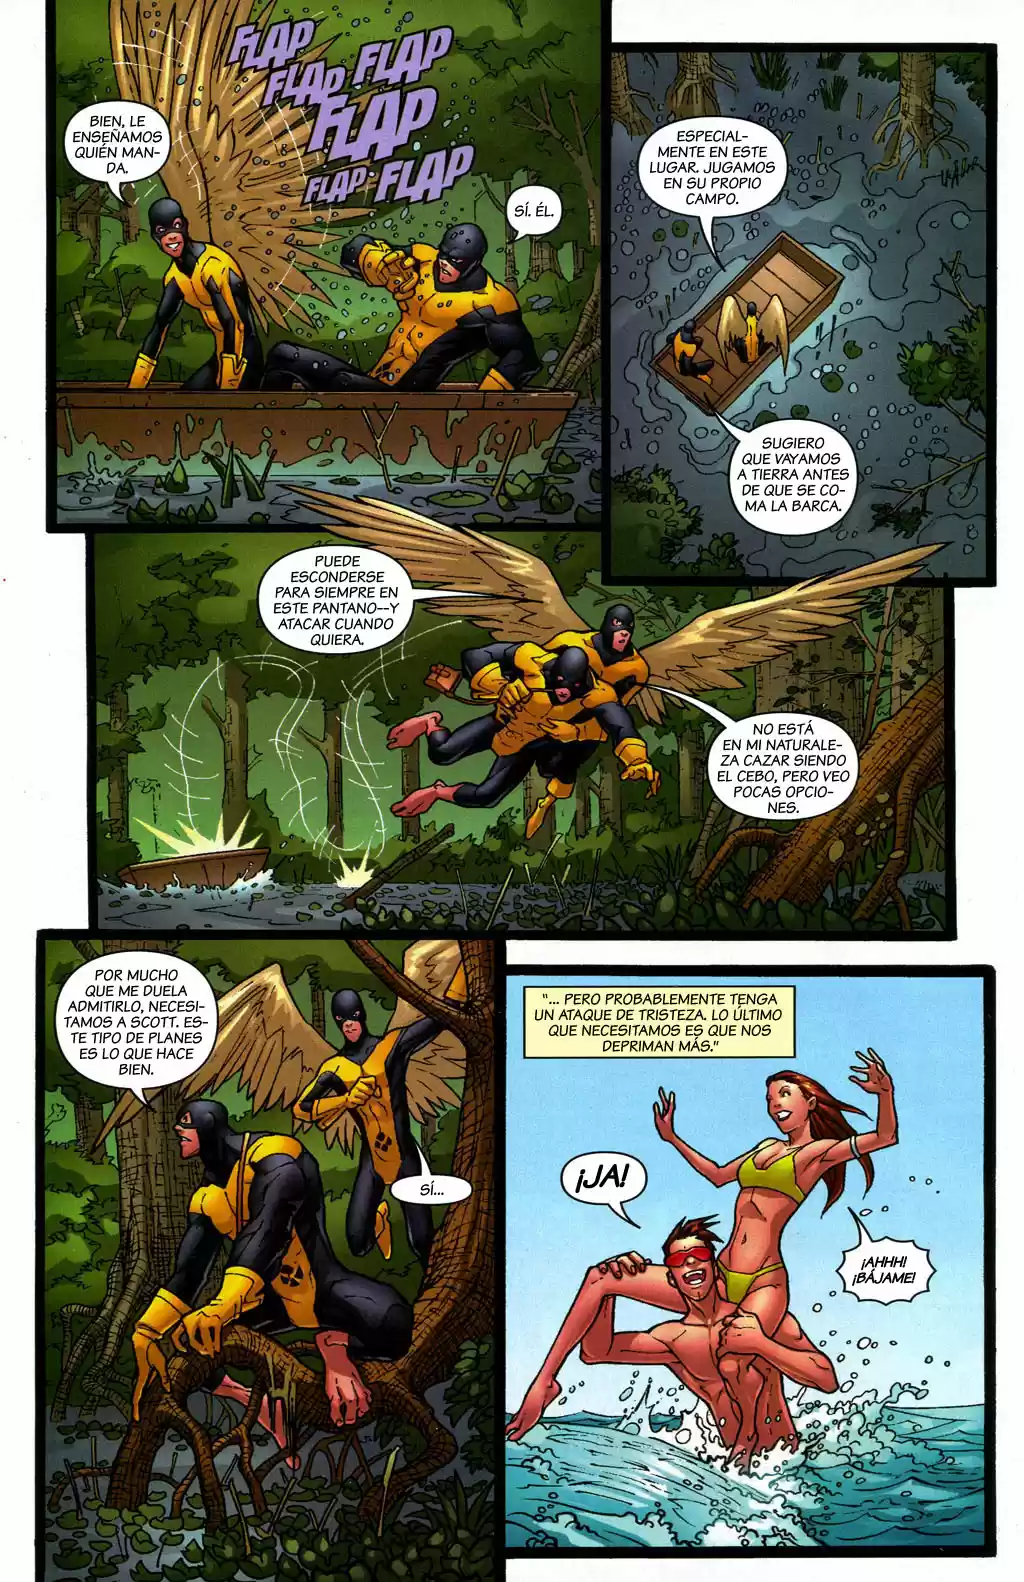 FLAP
FLAP FLAP
FLAP
FLAP FLAP
BIEN, LE
ENSEÑAMOS
QUIÉN MAN-
DA.
SÍ. ÉL.
ESPECIAL-
MENTE EN ESTE
LUGAR. JUGAMOS
EN SU PROPIO
CAMPO.
SUGIERO
QUE VAYAMOS
A TIERRA ANTES
DE QUE SE CO-
MA LA BARCA.
PUEDE
ESCONDERSE
PARA SIEMPRE EN
ESTE PANTANO--Y
ATACAR CUANDO
QUIERA.
NO ESTÁ
EN MI NATURALE-
ZA CAZAR SIENDO
EL CEBO, PERO VEO
POCAS OPCIO-
NES.
POR MUCHO
QUE ME DUELA
ADMITIRLO, NECESI-
TAMOS A SCOTT. ES-
TE TIPO DE PLANES
ES LO QUE HACE
BIEN.
SÍ...
"... PERO PROBABLEMENTE TENGA
UN ATAQUE DE TRISTEZA. LO ÚLTIMO
QUE NECESITAMOS ES QUE NOS
DEPRIMAN MÁS."
¡JA!
¡AHHH!
¡BÁJAME!